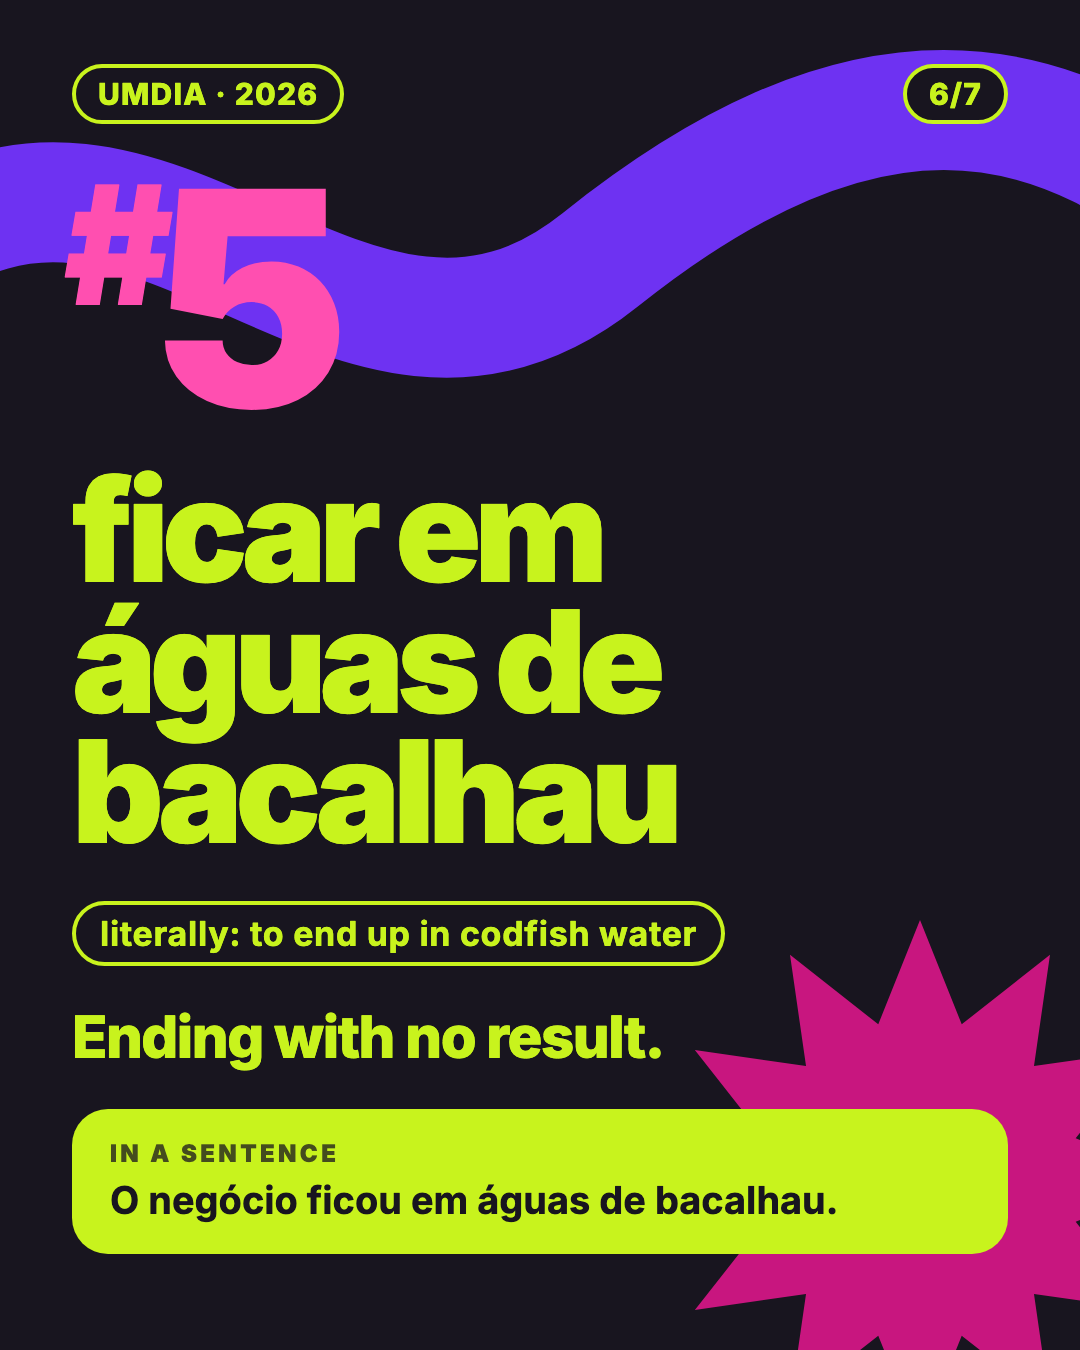 UMDIA · 2026
6/7
#5
ficar em
águas de
bacalhau
literally: to end up in codfish water
Ending with no result.
IN A SENTENCE
O negócio ficou em águas de bacalhau.